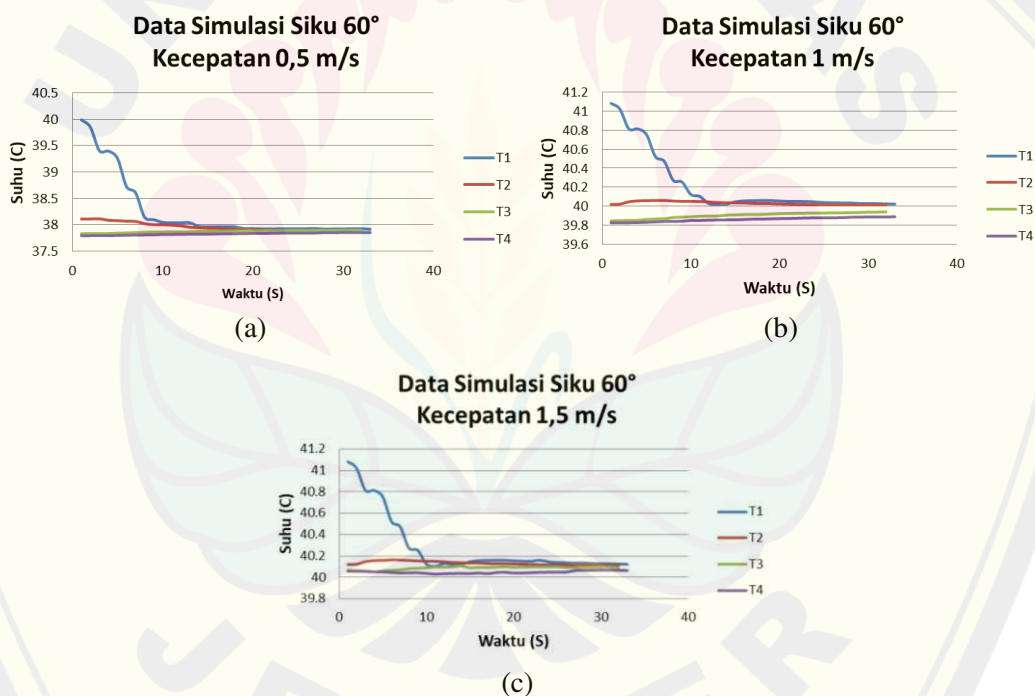 Data Simulasi Siku 60°
Kecepatan 0,5 m/s
40.5
40
39.5
39
38.5
38
37.5
Suhu (C)
0
10
20
30
40
Waktu (S)
T1
T2
T3
T4
(a)
Data Simulasi Siku 60°
Kecepatan 1 m/s
41.2
41
40.8
40.6
40.4
40.2
40
39.8
39.6
Suhu (C)
0
10
20
30
40
Waktu (S)
T1
T2
T3
T4
(b)
Data Simulasi Siku 60°
Kecepatan 1,5 m/s
41.2
41
40.8
40.6
40.4
40.2
40
39.8
Suhu (C)
0
10
20
30
40
Waktu (S)
T1
T2
T3
T4
(c)